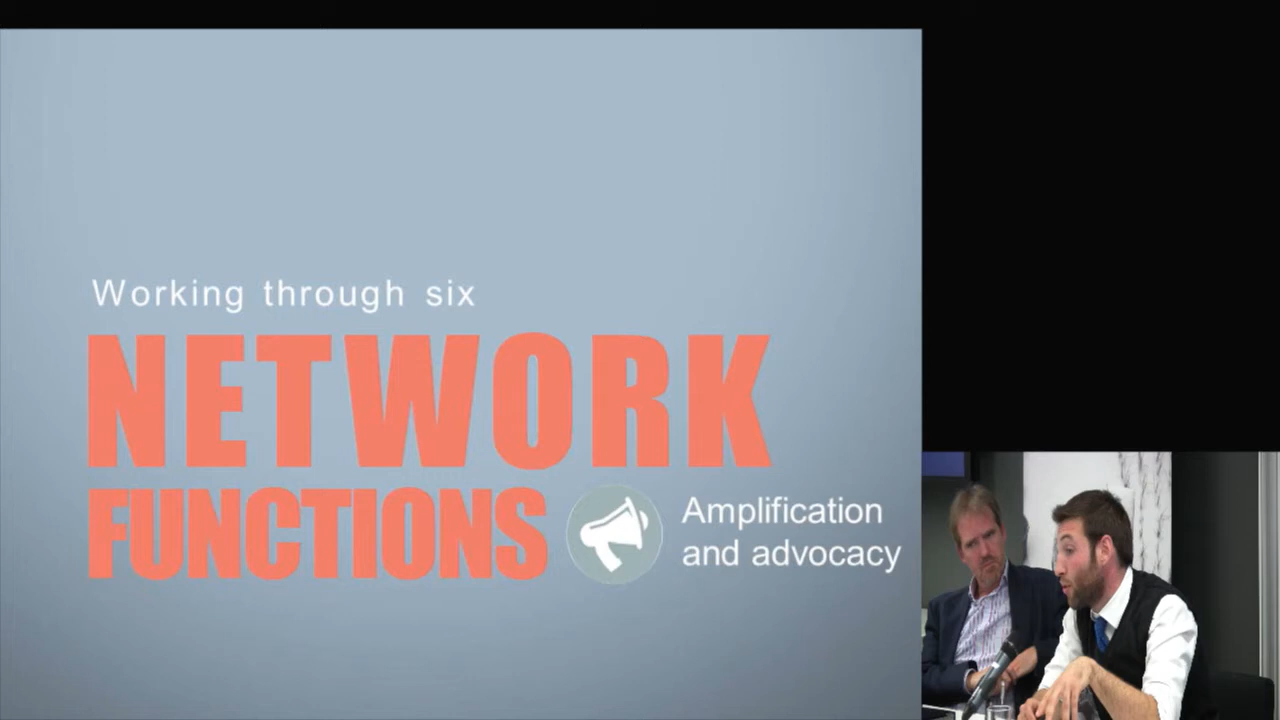 Working through six
NETWORK
FUNCTIONS
Amplification
and advocacy